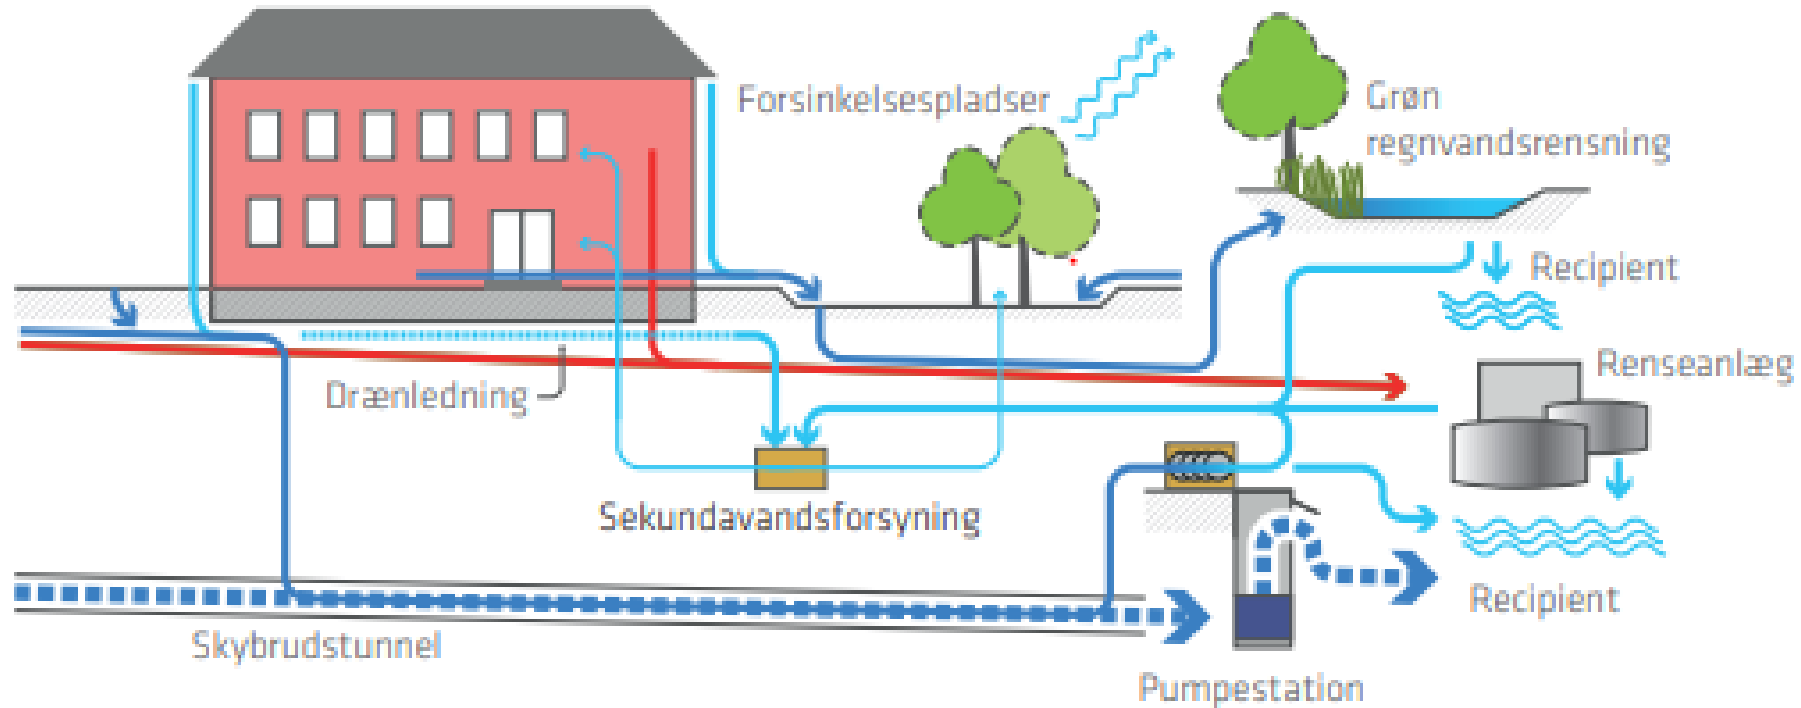 Forsinkelsespladser
Grøn
regnvandsrensning
Recipient
Renseanlæg
Drænledning
Sekundavandsforsyning
Recipient
Skybrudstunnel
Pumpestation